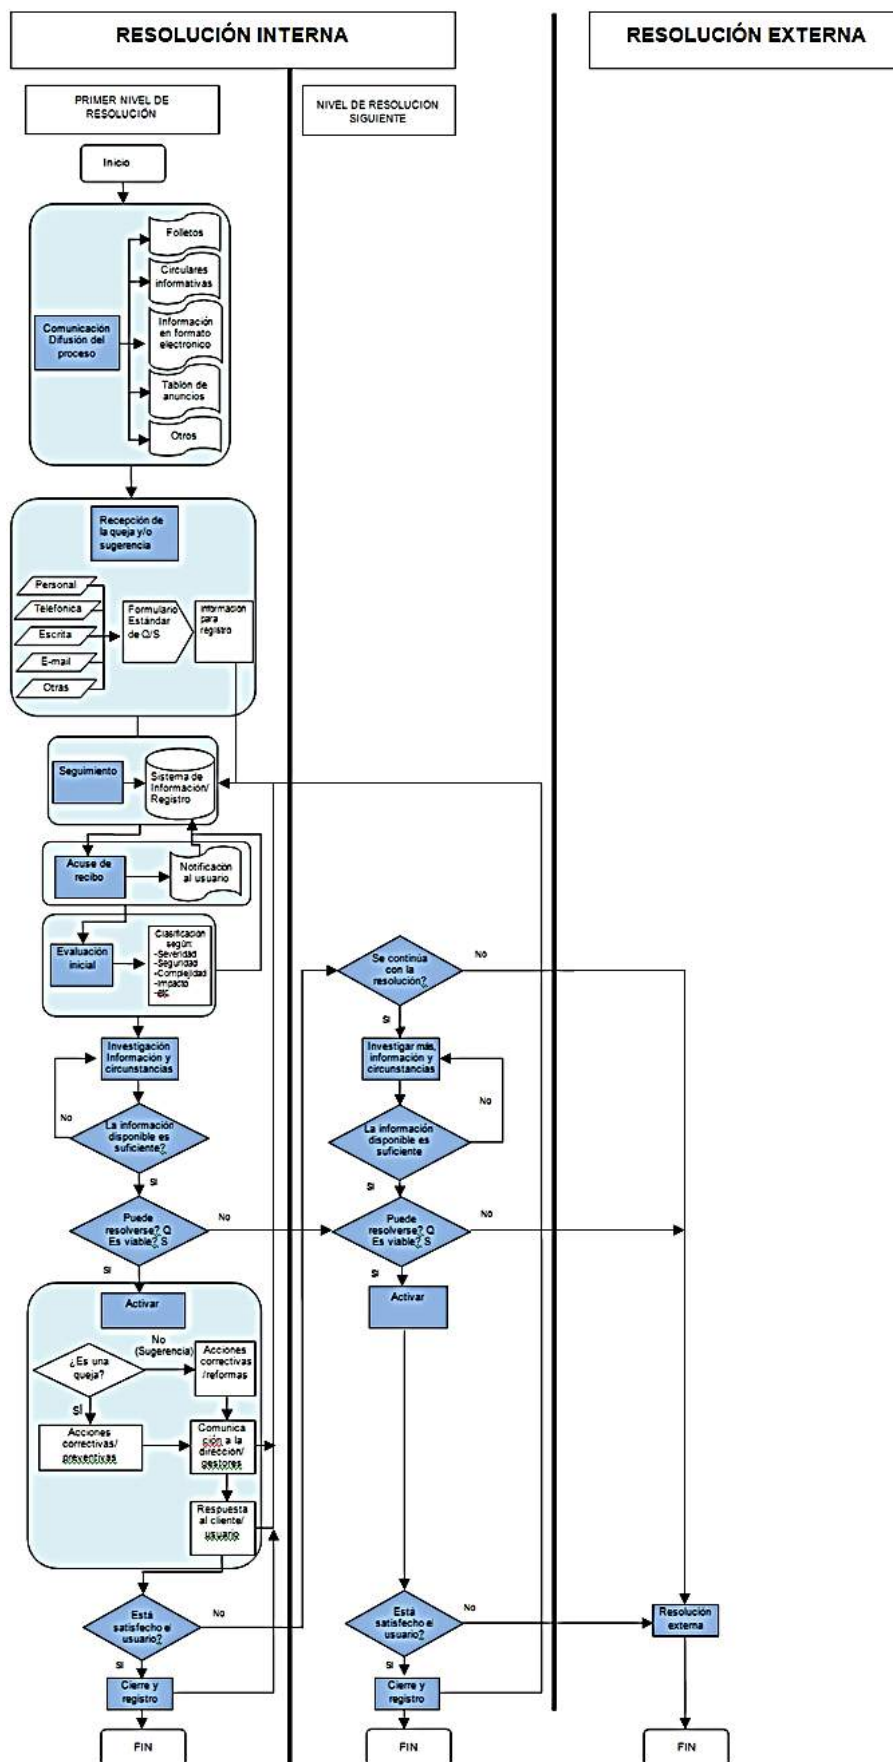 RESOLUCIÓN INTERNA
RESOLUCIÓN EXTERNA
PRIMER NIVEL DE
RESOLUCIÓN
NIVEL DE RESOLUCION
SIGUIENTE
Inicio
Folletos
Circulares
informativas
Comunicación
Difusión del
proceso
Información
en formato
electronico
Tablón de
anuncios
Otros
Recepción de
la queja y/o
sugerencia
Personal
Telefonica
Escrita
E-mail
Otras
Formulario
Estándar
de Q/S
Información
para
registro
Seguimiento
Sistema de
Información/
Registro
Acuse de
recibo
Notificación
al usuario
Evaluación
inicial
Clasificación
según:
-Severidad
-Seguridad
-Complejidad
-Impacto
-etc.
Se continúa
con la
resolución?
No
Si
Investigación
Información y
circunstancias
Investigar más,
información y
circunstancias
No
La información
disponible es
suficiente?
No
La información
disponible es
suficiente
Si
Si
Puede
resolverse? Q
Es viable? S
No
Puede
resolverse? Q
Es viable? S
No
Si
Si
Activar
Activar
No
(Sugerencia)
¿Es una
queja?
Acciones
correctivas
/reformas
SÍ
Acciones
correctivas/
preventivas
Comunica
ción a la
dirección/
gestores
Respuesta
al cliente/
usuario
Está
satisfecho el
usuario?
No
Está
satisfecho el
usuario?
No
Resolución
externa
Si
Si
Cierre y
registro
Cierre y
registro
FIN
FIN
FIN